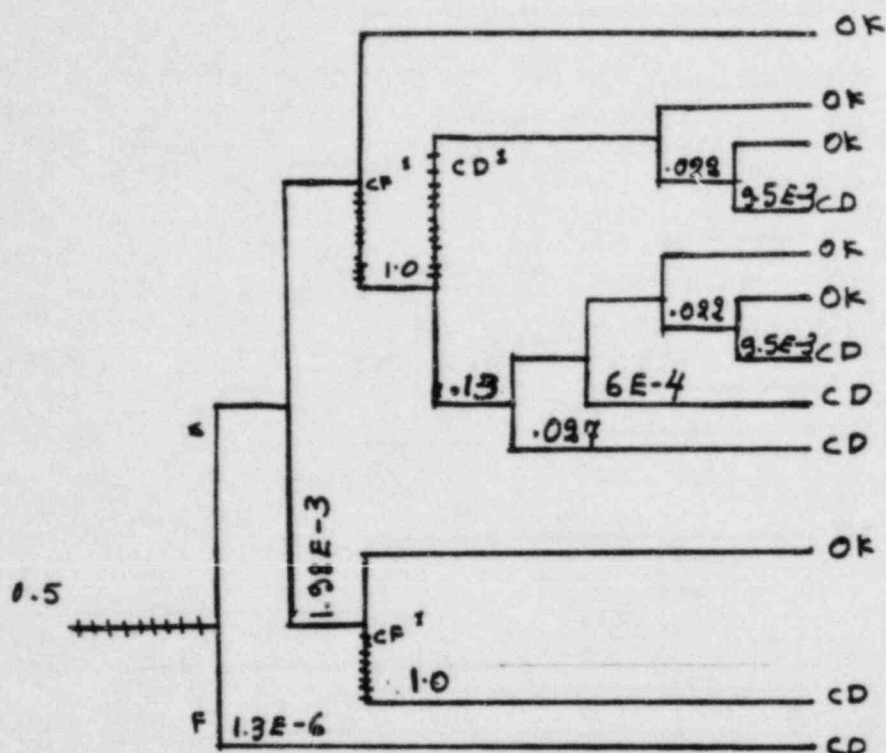 OK
OK
OK
.022
9.5E-3 CD
CF¹
CD¹
1.0
OK
OK
.022
9.5E-3 CD
.13
6E-4 CD
.027 CD
S
1.98E-3
OK
0.5
CF¹
1.0
CD
F 1.3E-6
CD